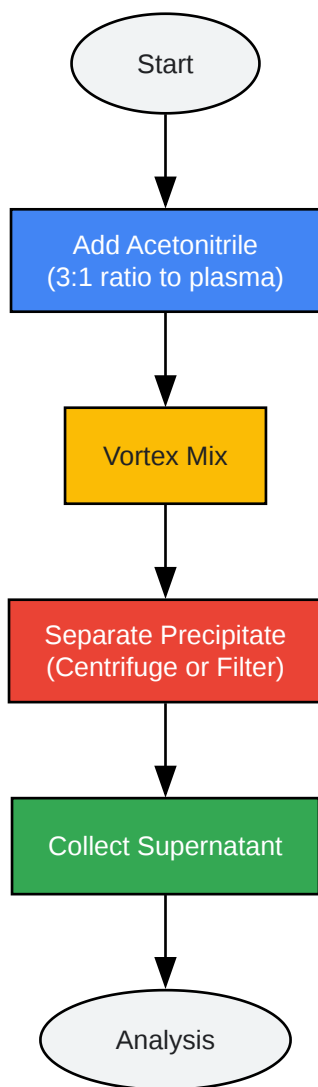 Start
Add Acetonitrile
(3:1 ratio to plasma)
Vortex Mix
Separate Precipitate
(Centrifuge or Filter)
Collect Supernatant
Analysis